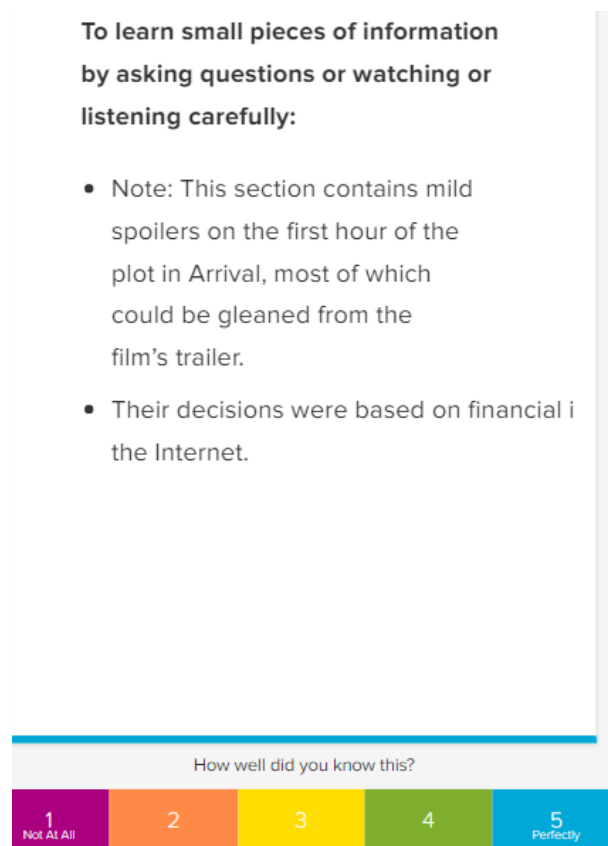 To learn small pieces of information
by asking questions or watching or
listening carefully:
• Note: This section contains mild
spoilers on the first hour of the
plot in Arrival, most of which
could be gleaned from the
film’s trailer.
• Their decisions were based on financial i
the Internet.
How well did you know this?
1 2 3 4 5
Not At All Perfectly